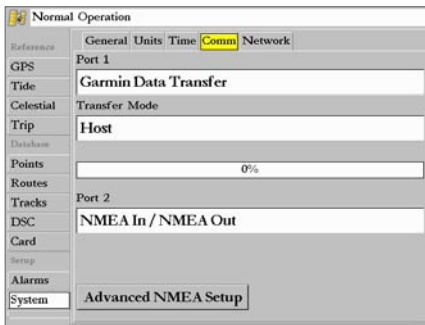 Normal Operation
Reference
GPS
Tide
Celestial
Trip
Database
Points
Routes
Tracks
DSC
Card
Setup
Alarms
System
General Units Time Comm Network
Port 1
Garmin Data Transfer
Transfer Mode
Host
0%
Port 2
NMEA In / NMEA Out
Advanced NMEA Setup